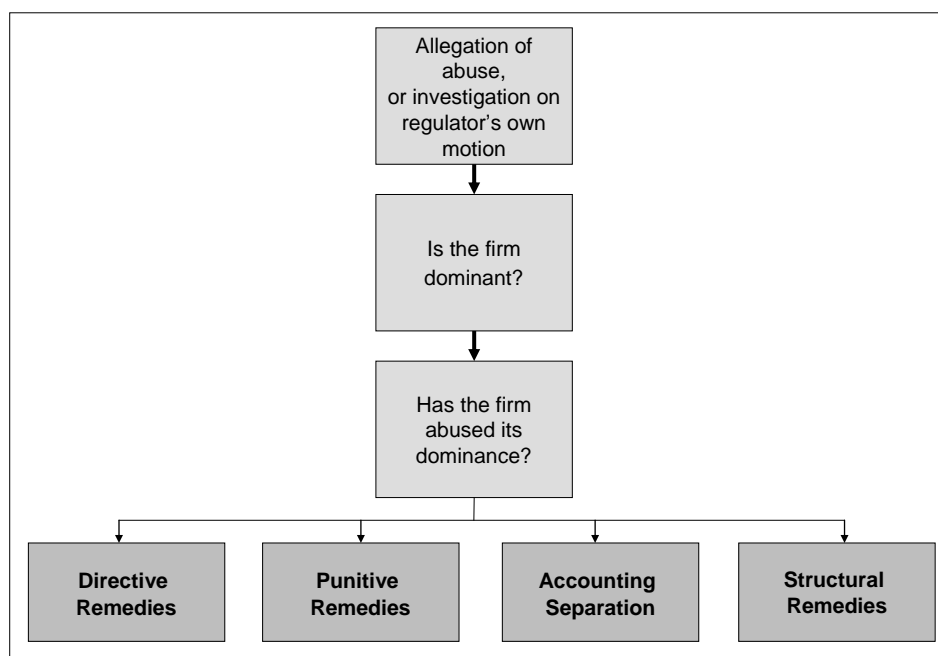 Allegation of
abuse,
or investigation on
regulator's own
motion
Is the firm
dominant?
Has the firm
abused its
dominance?
Directive
Remedies
Punitive
Remedies
Accounting
Separation
Structural
Remedies